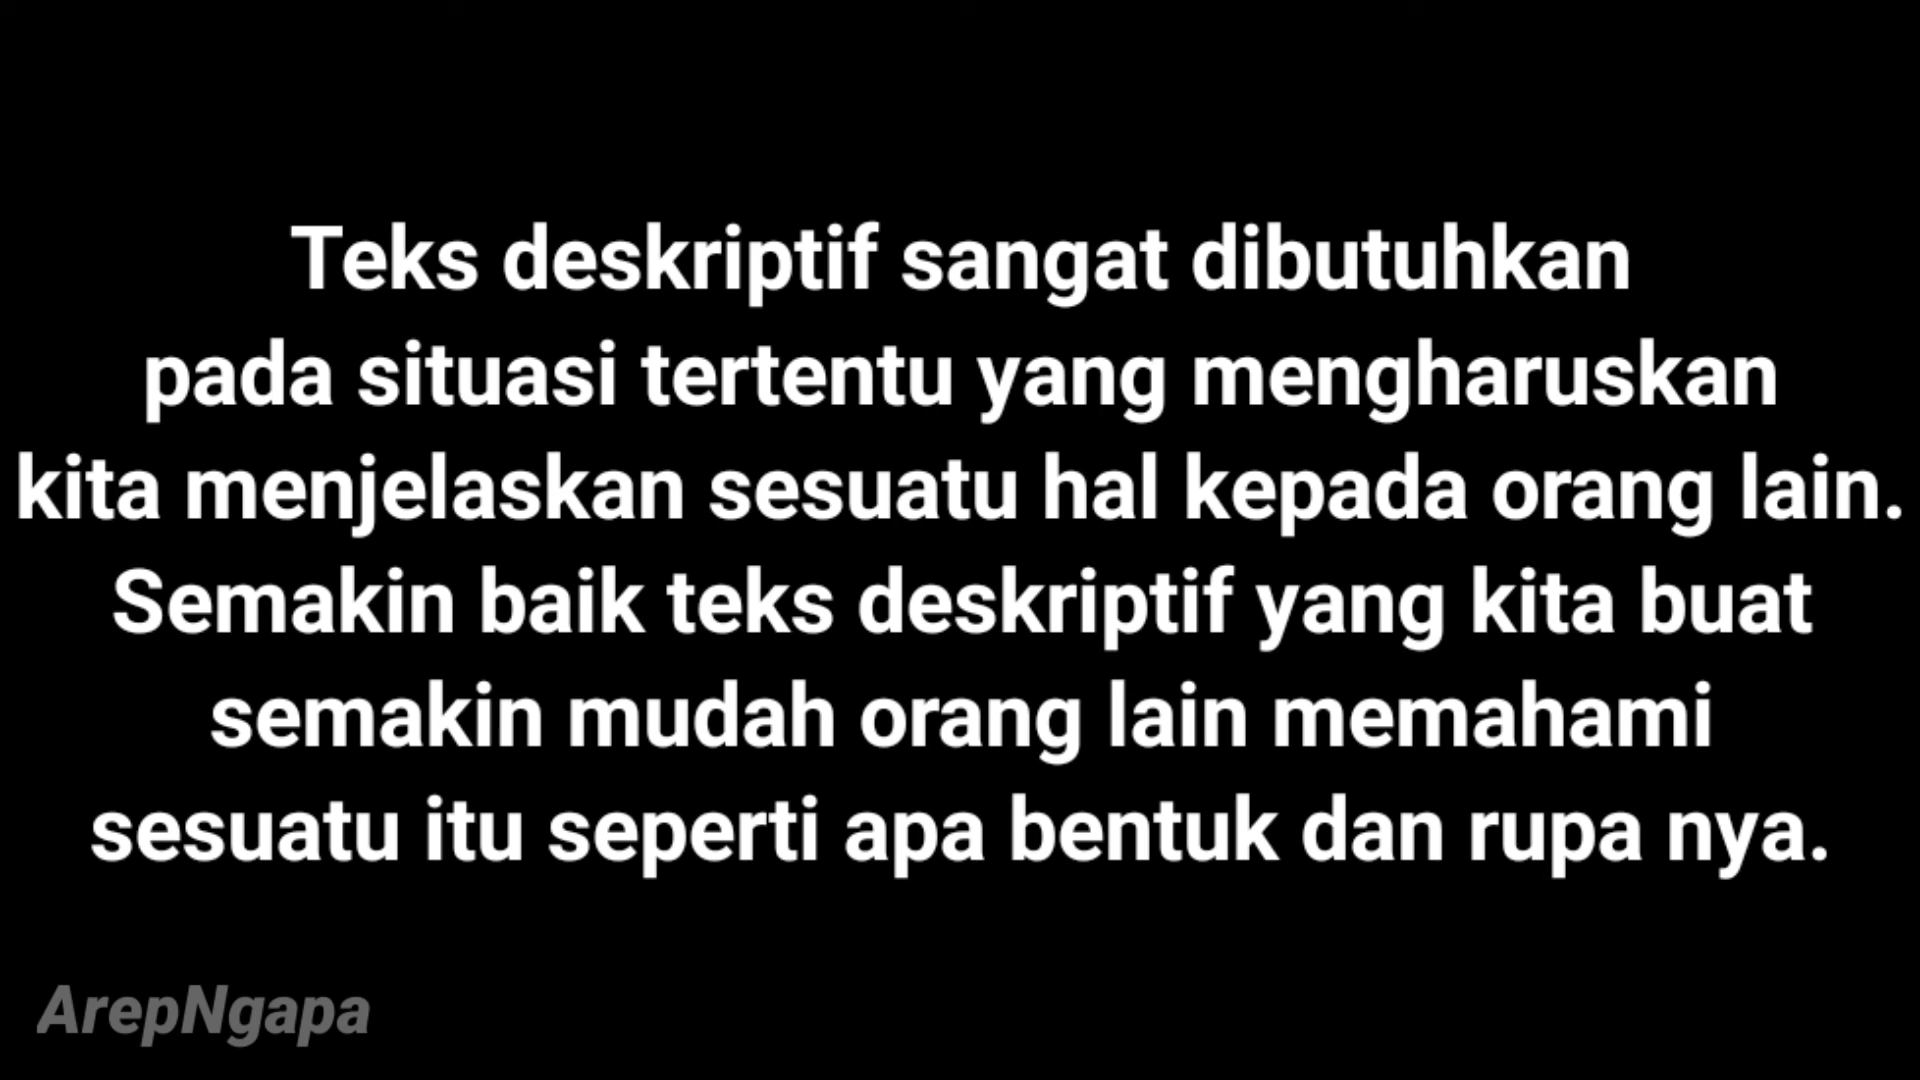 Teks deskriptif sangat dibutuhkan
pada situasi tertentu yang mengharuskan
kita menjelaskan sesuatu hal kepada orang lain.
Semakin baik teks deskriptif yang kita buat
semakin mudah orang lain memahami
sesuatu itu seperti apa bentuk dan rupa nya.
ArepNgapa